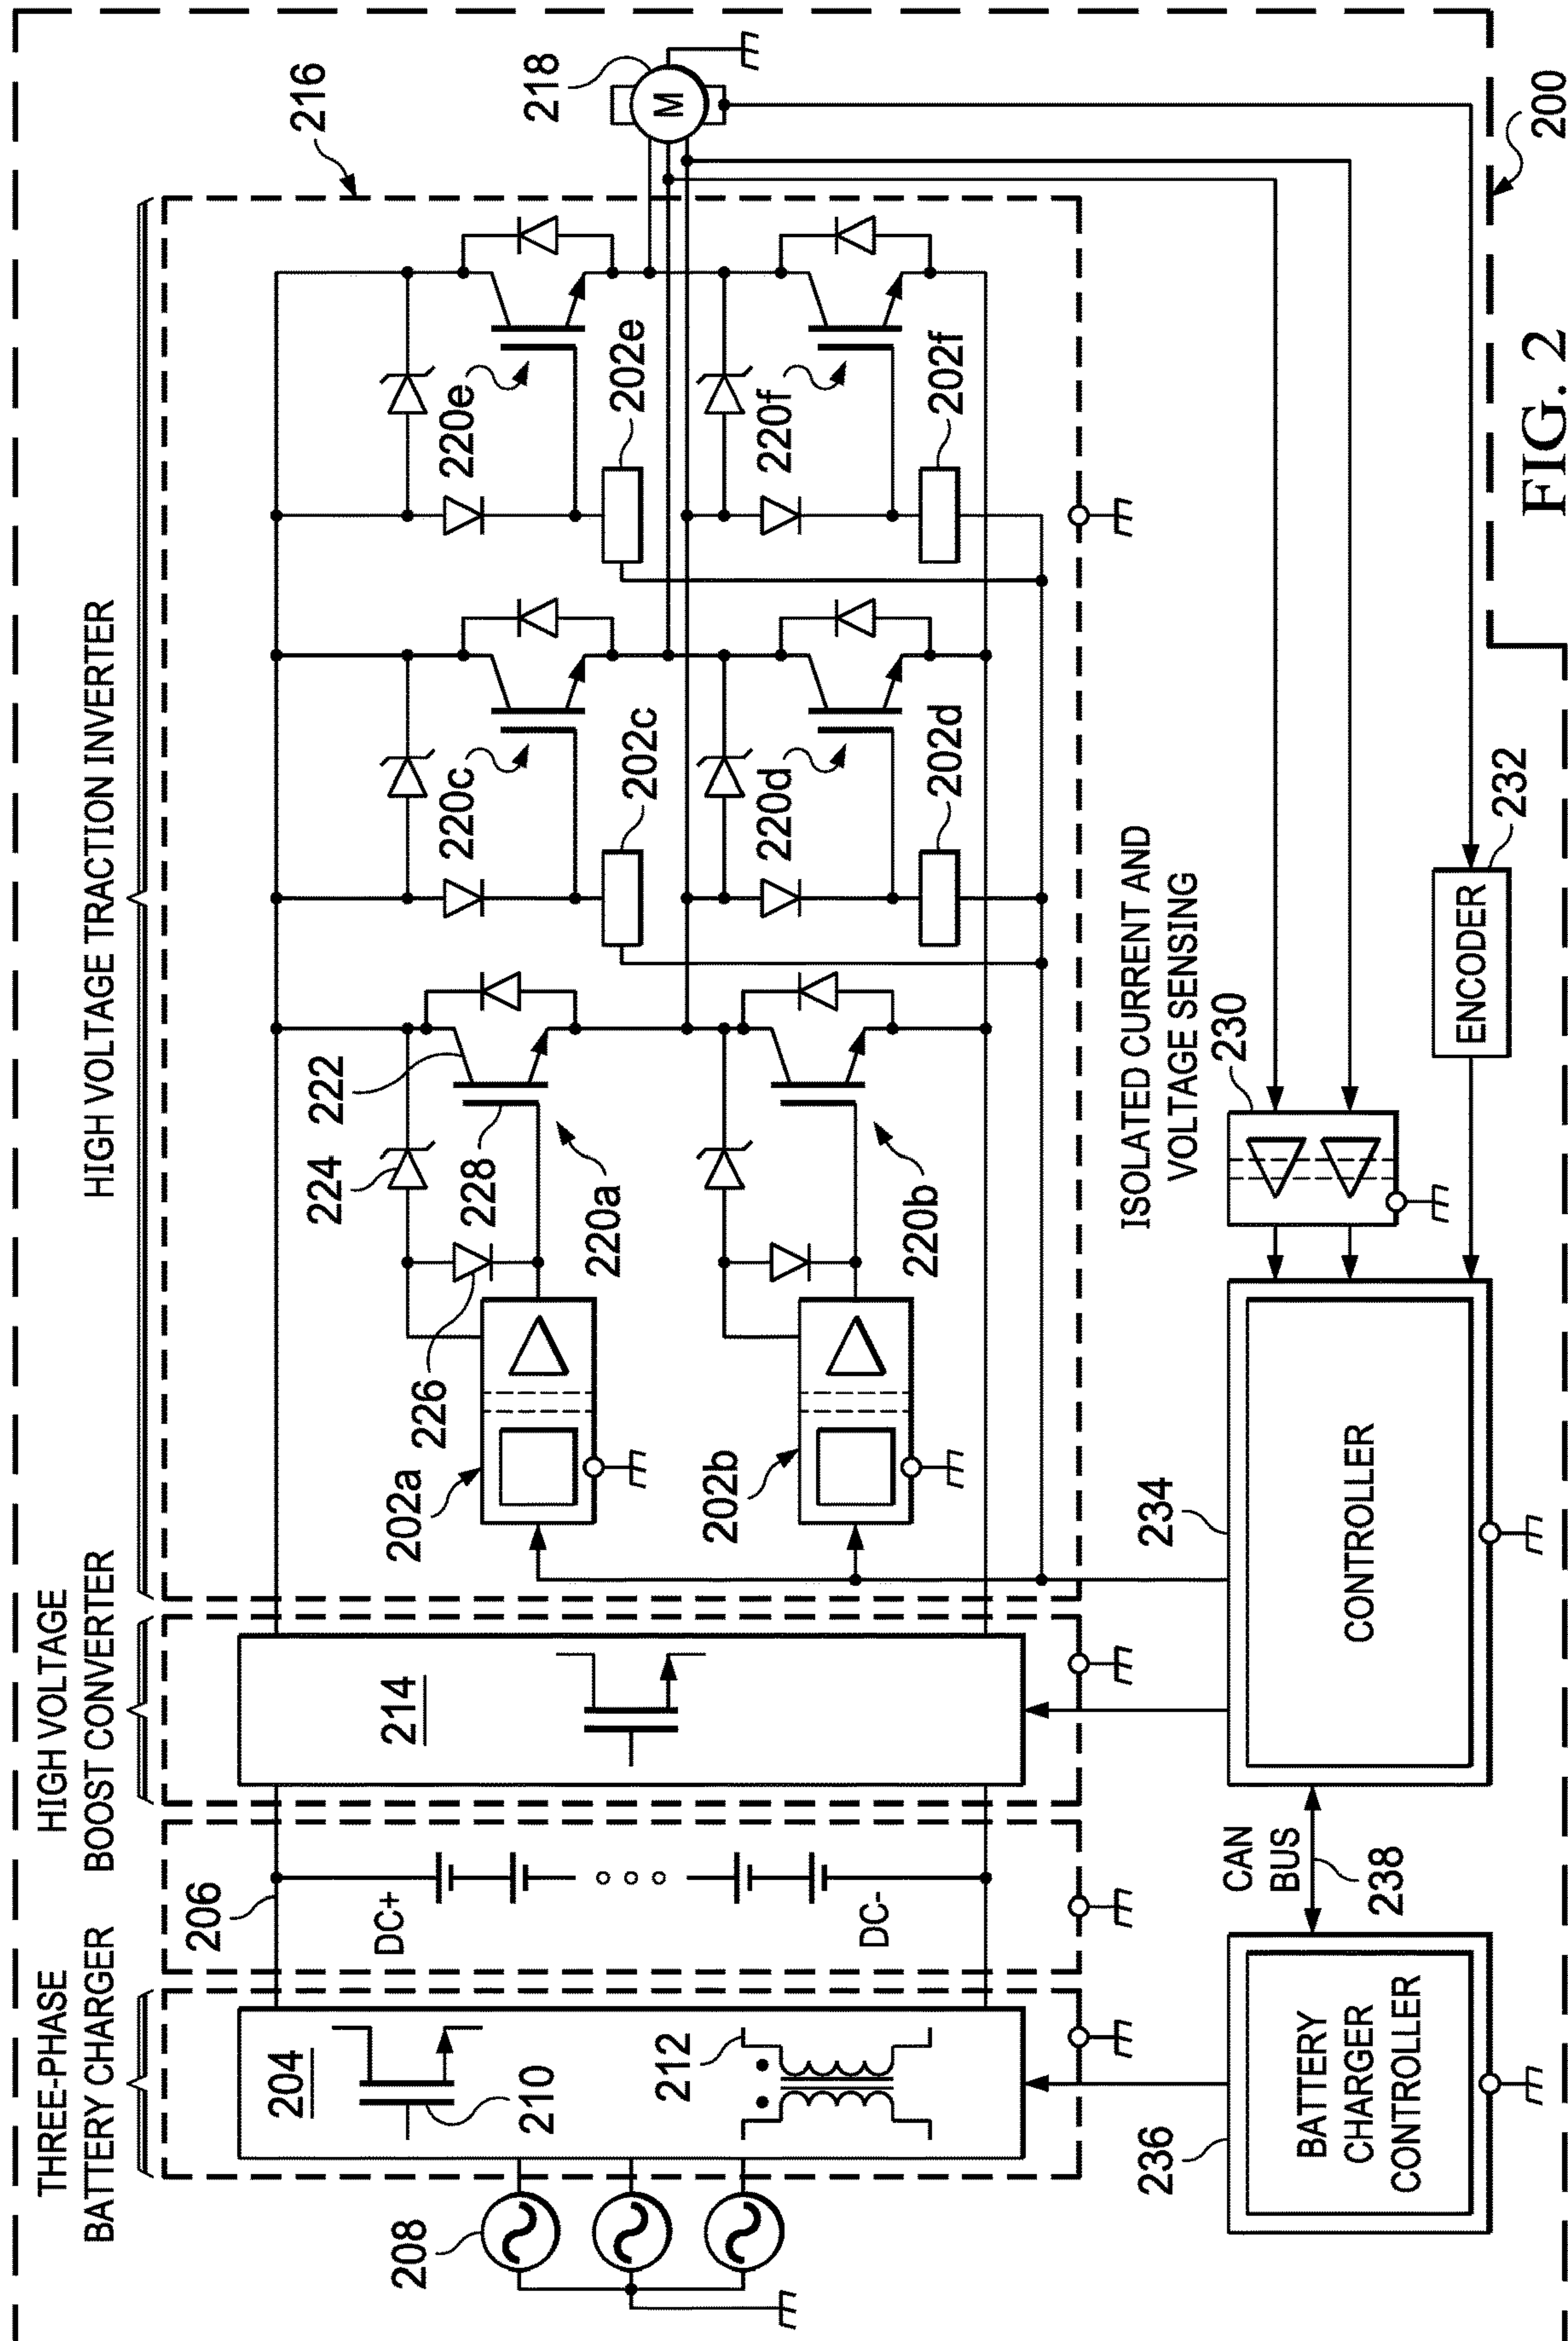 THREE-PHASE
BATTERY CHARGER
HIGH VOLTAGE
BOOST CONVERTER
HIGH VOLTAGE TRACTION INVERTER
216
206
204
210
212
208
DC+
DC-
214
202a
226
224
222
228
220a
202b
220b
220c
202c
220d
202d
220e
202e
220f
202f
218
M
ISOLATED CURRENT AND
VOLTAGE SENSING
230
232
ENCODER
234
CONTROLLER
CAN
BUS
238
236
BATTERY
CHARGER
CONTROLLER
200
FIG. 2